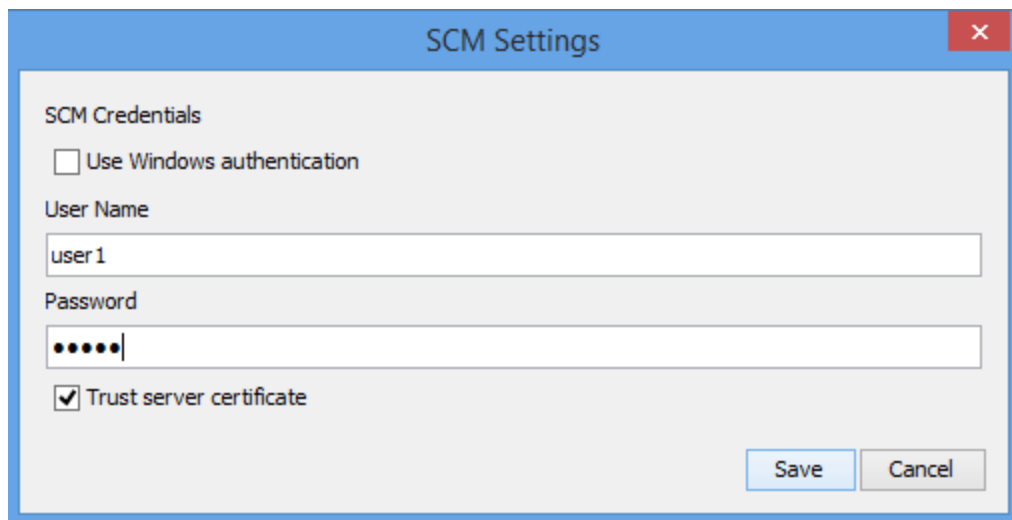 SCM Settings
SCM Credentials
Use Windows authentication
User Name
user1
Password
•••••
Trust server certificate
Save Cancel